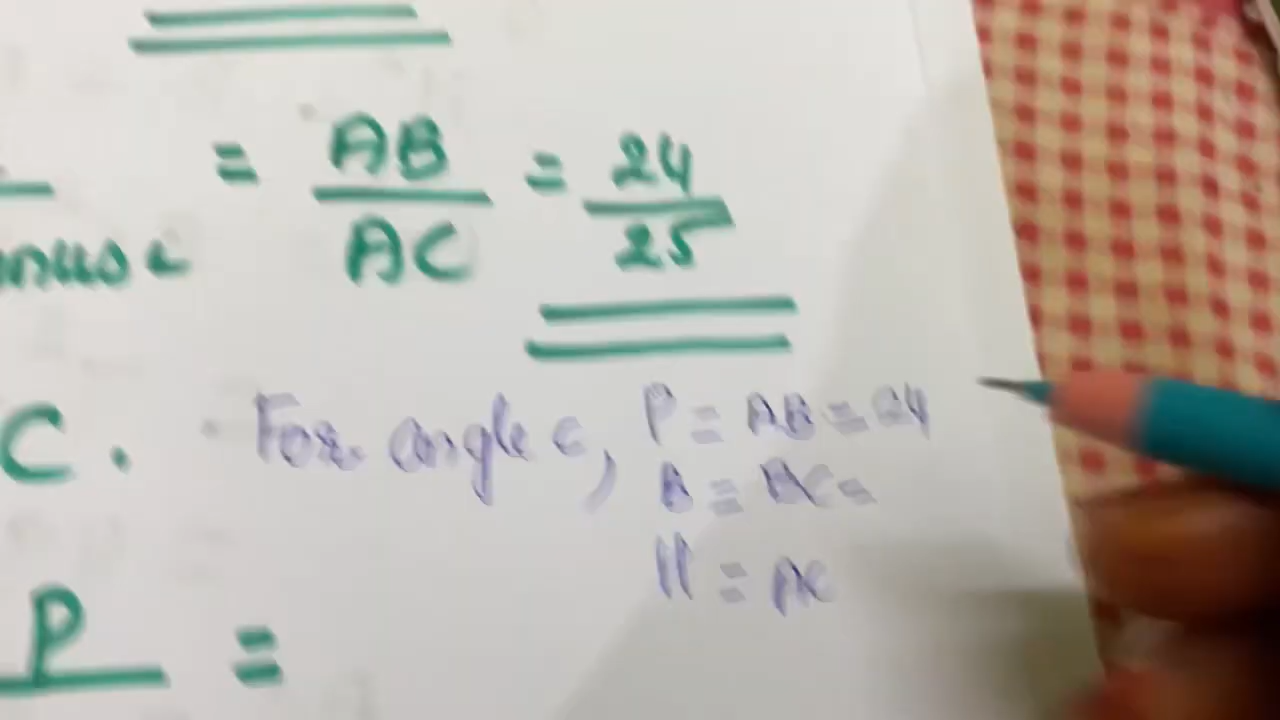 = AB = 24
AC 25
C. For angle c, P = AB = 24
B = BC =
H = AC
P =